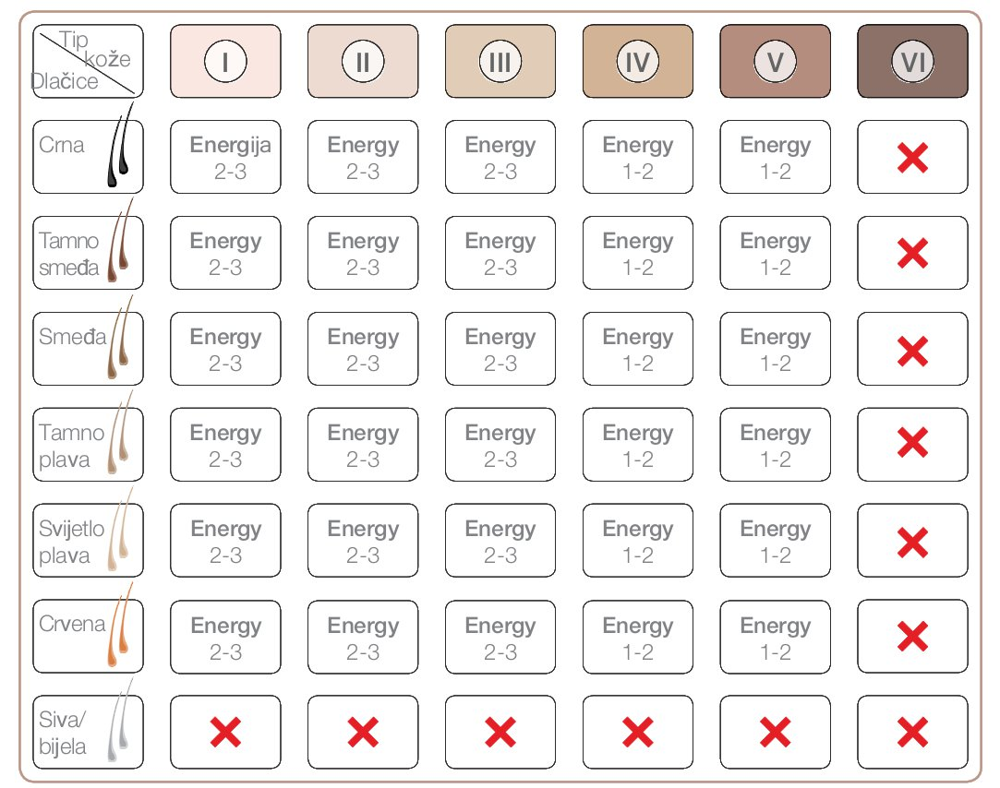 Tip
kože
Dlačice
I II III IV V VI
Crna
Energija Energy Energy Energy Energy
2-3 2-3 2-3 1-2 1-2
Tamno
smeđa
Energy Energy Energy Energy Energy
2-3 2-3 2-3 1-2 1-2
Smeđa
Energy Energy Energy Energy Energy
2-3 2-3 2-3 1-2 1-2
Tamno
plava
Energy Energy Energy Energy Energy
2-3 2-3 2-3 1-2 1-2
Svijetlo
plava
Energy Energy Energy Energy Energy
2-3 2-3 2-3 1-2 1-2
Crvena
Energy Energy Energy Energy Energy
2-3 2-3 2-3 1-2 1-2
Siva/
bijela